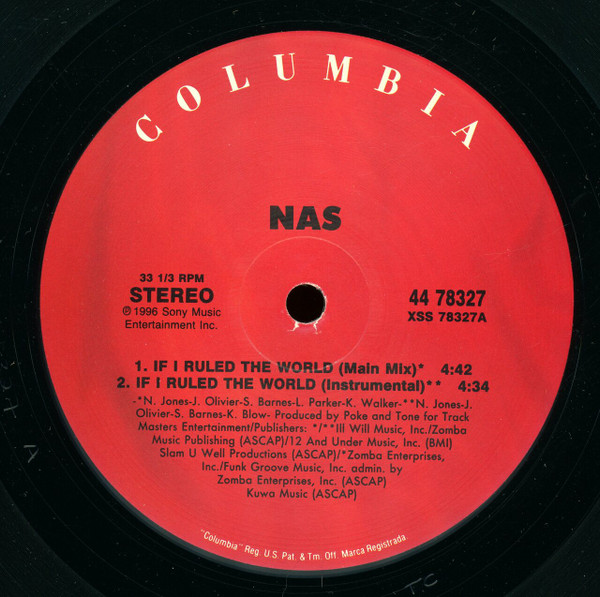 COLUMBIA
NAS
33 1/3 RPM
STEREO
℗1996 Sony Music
Entertainment Inc.
44 78327
XSS 78327A
1. IF I RULED THE WORLD (Main Mix)* 4:42
2. IF I RULED THE WORLD (Instrumental)** 4:34
-*N. Jones-J. Olivier-S. Barnes-L. Parker-K. Walker-**N. Jones-J.
Olivier-S. Barnes-K. Blow- Produced by Poke and Tone for Track
Masters Entertainment/Publishers: */**Ill Will Music, Inc./Zomba
Music Publishing (ASCAP)/12 And Under Music, Inc. (BMI)
Slam U Well Productions (ASCAP)/*Zomba Enterprises,
Inc./Funk Groove Music, Inc. admin. by
Zomba Enterprises, Inc. (ASCAP)
Kuwa Music (ASCAP)
"Columbia" Reg. U.S. Pat. & Tm. Off. Marca Registrada.
TC